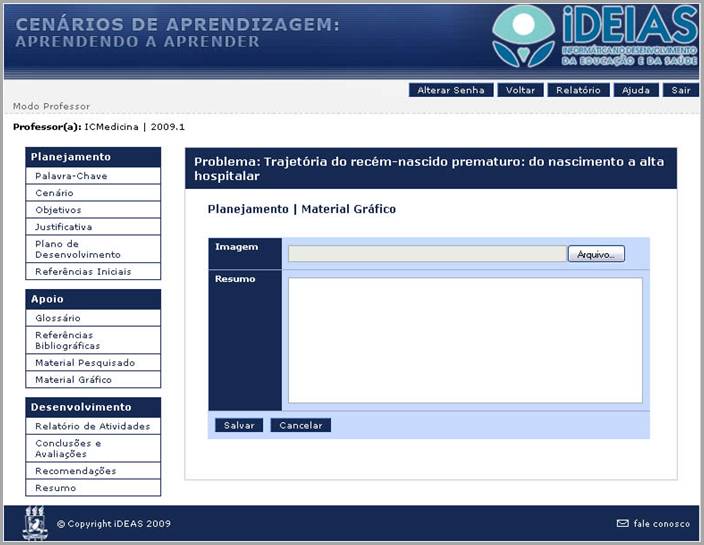 CENÁRIOS DE APRENDIZAGEM:
APRENDENDO A APRENDER
iDEIAS
INFORMÁTICA NO DESENVOLVIMENTO
DA EDUCAÇÃO E DA SAÚDE
Alterar Senha
Voltar
Relatório
Ajuda
Sair
Modo Professor
Professor(a): ICMedicina | 2009.1
Planejamento
Palavra-Chave
Cenário
Objetivos
Justificativa
Plano de
Desenvolvimento
Referências Iniciais
Apoio
Glossário
Referências
Bibliográficas
Material Pesquisado
Material Gráfico
Desenvolvimento
Relatório de Atividades
Conclusões e
Avaliações
Recomendações
Resumo
Problema: Trajetória do recém-nascido prematuro: do nascimento a alta
hospitalar
Planejamento | Material Gráfico
Imagem
Arquivo...
Resumo
Salvar
Cancelar
© Copyright iDEAS 2009
fale conosco